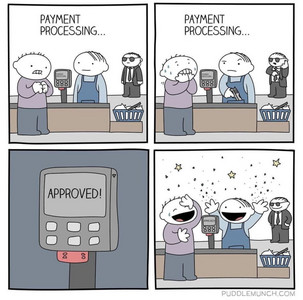 PAYMENT
PROCESSING...
PAYMENT
PROCESSING...
APPROVED!
PUDDLEMUNCH.COM